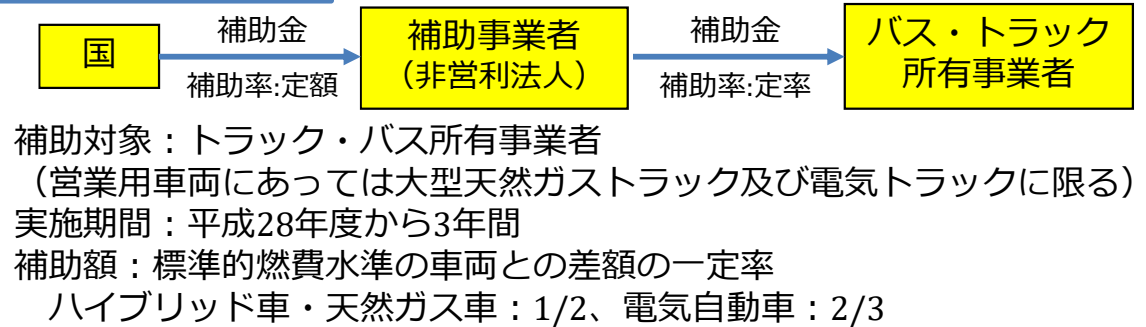 国
補助金
補助率:定額
補助事業者
（非営利法人）
補助金
補助率:定率
バス・トラック
所有事業者
補助対象：トラック・バス所有事業者
（営業用車両にあっては大型天然ガストラック及び電気トラックに限る）
実施期間：平成28年度から3年間
補助額：標準的燃費水準の車両との差額の一定率
ハイブリッド車・天然ガス車：1/2、電気自動車：2/3